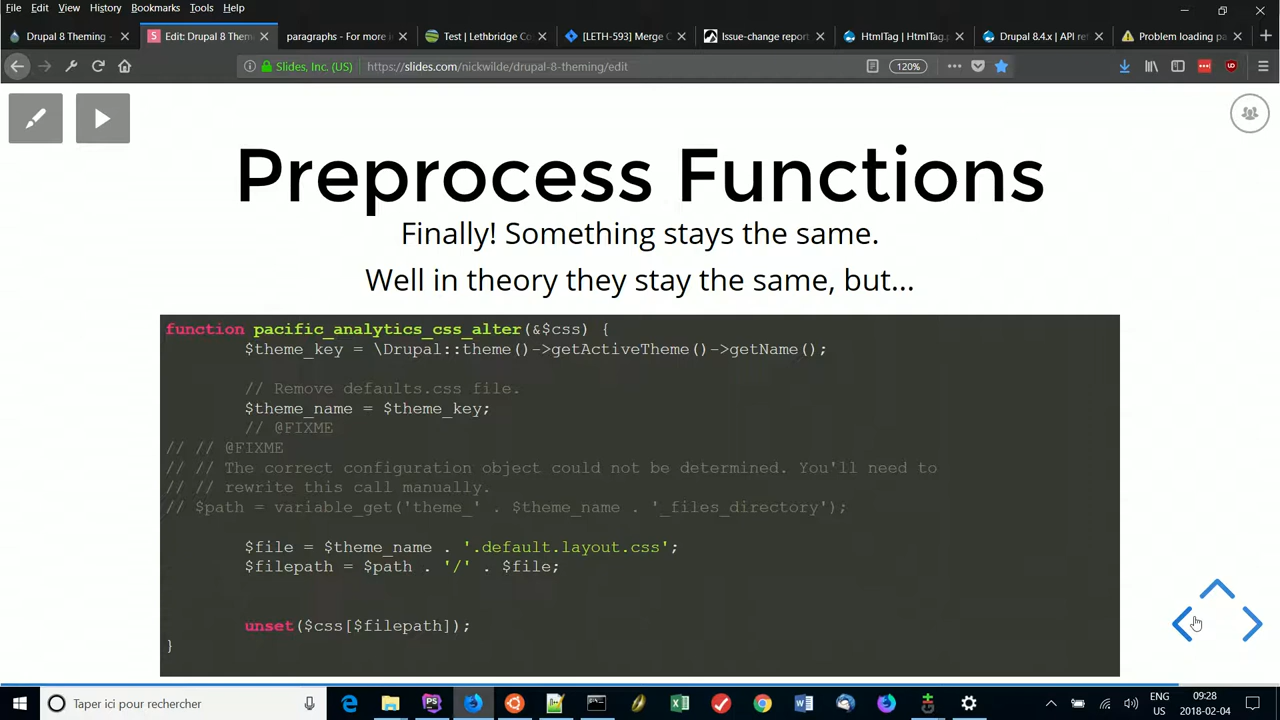 File Edit View History Bookmarks Tools Help
Drupal 8 Theming - × Edit: Drupal 8 Them × paragraphs - For more i × Test | Lethbridge Co × [LETH-593] Merge C × Issue-change report × HtmlTag | HtmlTag.p × Drupal 8.4.x | API re × Problem loading pa ×
Slides, Inc. (US) https://slides.com/nickwilde/drupal-8-theming/edit 120%
Preprocess Functions
Finally! Something stays the same.
Well in theory they stay the same, but...
function pacific_analytics_css_alter(&$css) {
$theme_key = \Drupal::theme()->getActiveTheme()->getName();
// Remove defaults.css file.
$theme_name = $theme_key;
// @FIXME
// // @FIXME
// // The correct configuration object could not be determined. You'll need to
// // rewrite this call manually.
// $path = variable_get('theme_' . $theme_name . '_files_directory');
$file = $theme_name . '.default.layout.css';
$filepath = $path . '/' . $file;
unset($css[$filepath]);
}
Taper ici pour rechercher
ENG 09:28
US 2018-02-04